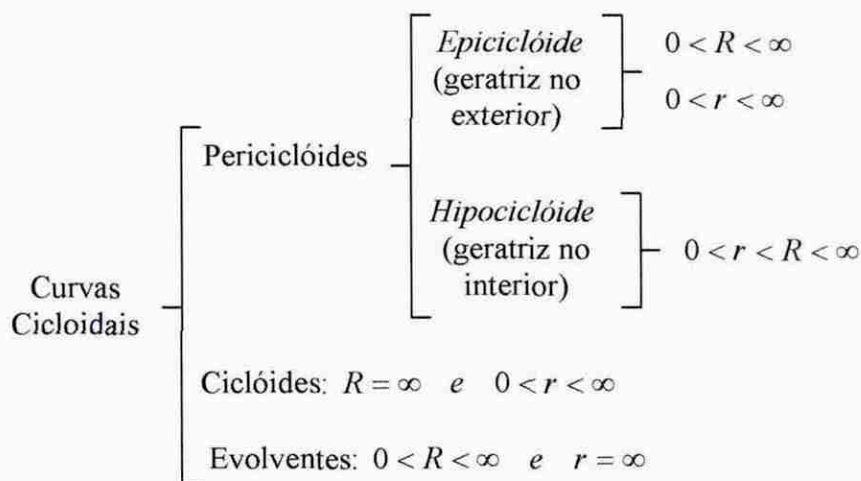 Epiciclóide
(geratriz no
exterior)
0 < R < ∞
0 < r < ∞
Periciclóides
Hipociclóide
(geratriz no
interior)
0 < r < R < ∞
Curvas
Cicloidais
Ciclóides: R = ∞ e 0 < r < ∞
Evolventes: 0 < R < ∞ e r = ∞